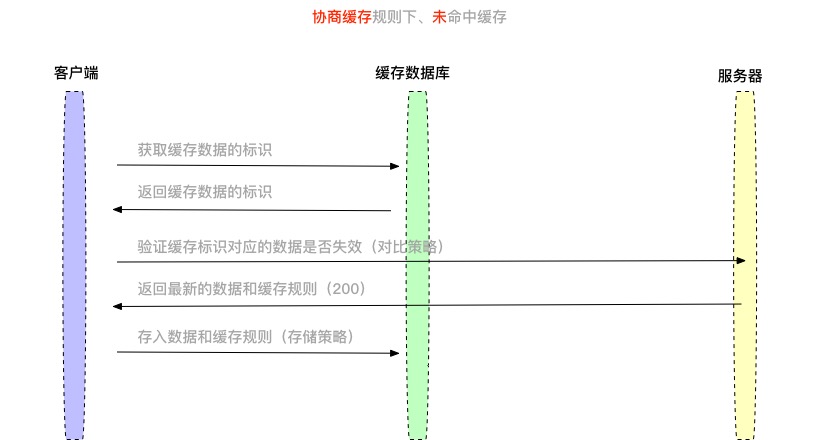 协商缓存规则下、未命中缓存
客户端
缓存数据库
服务器
获取缓存数据的标识
返回缓存数据的标识
验证缓存标识对应的数据是否失效（对比策略）
返回最新的数据和缓存规则（200）
存入数据和缓存规则（存储策略）